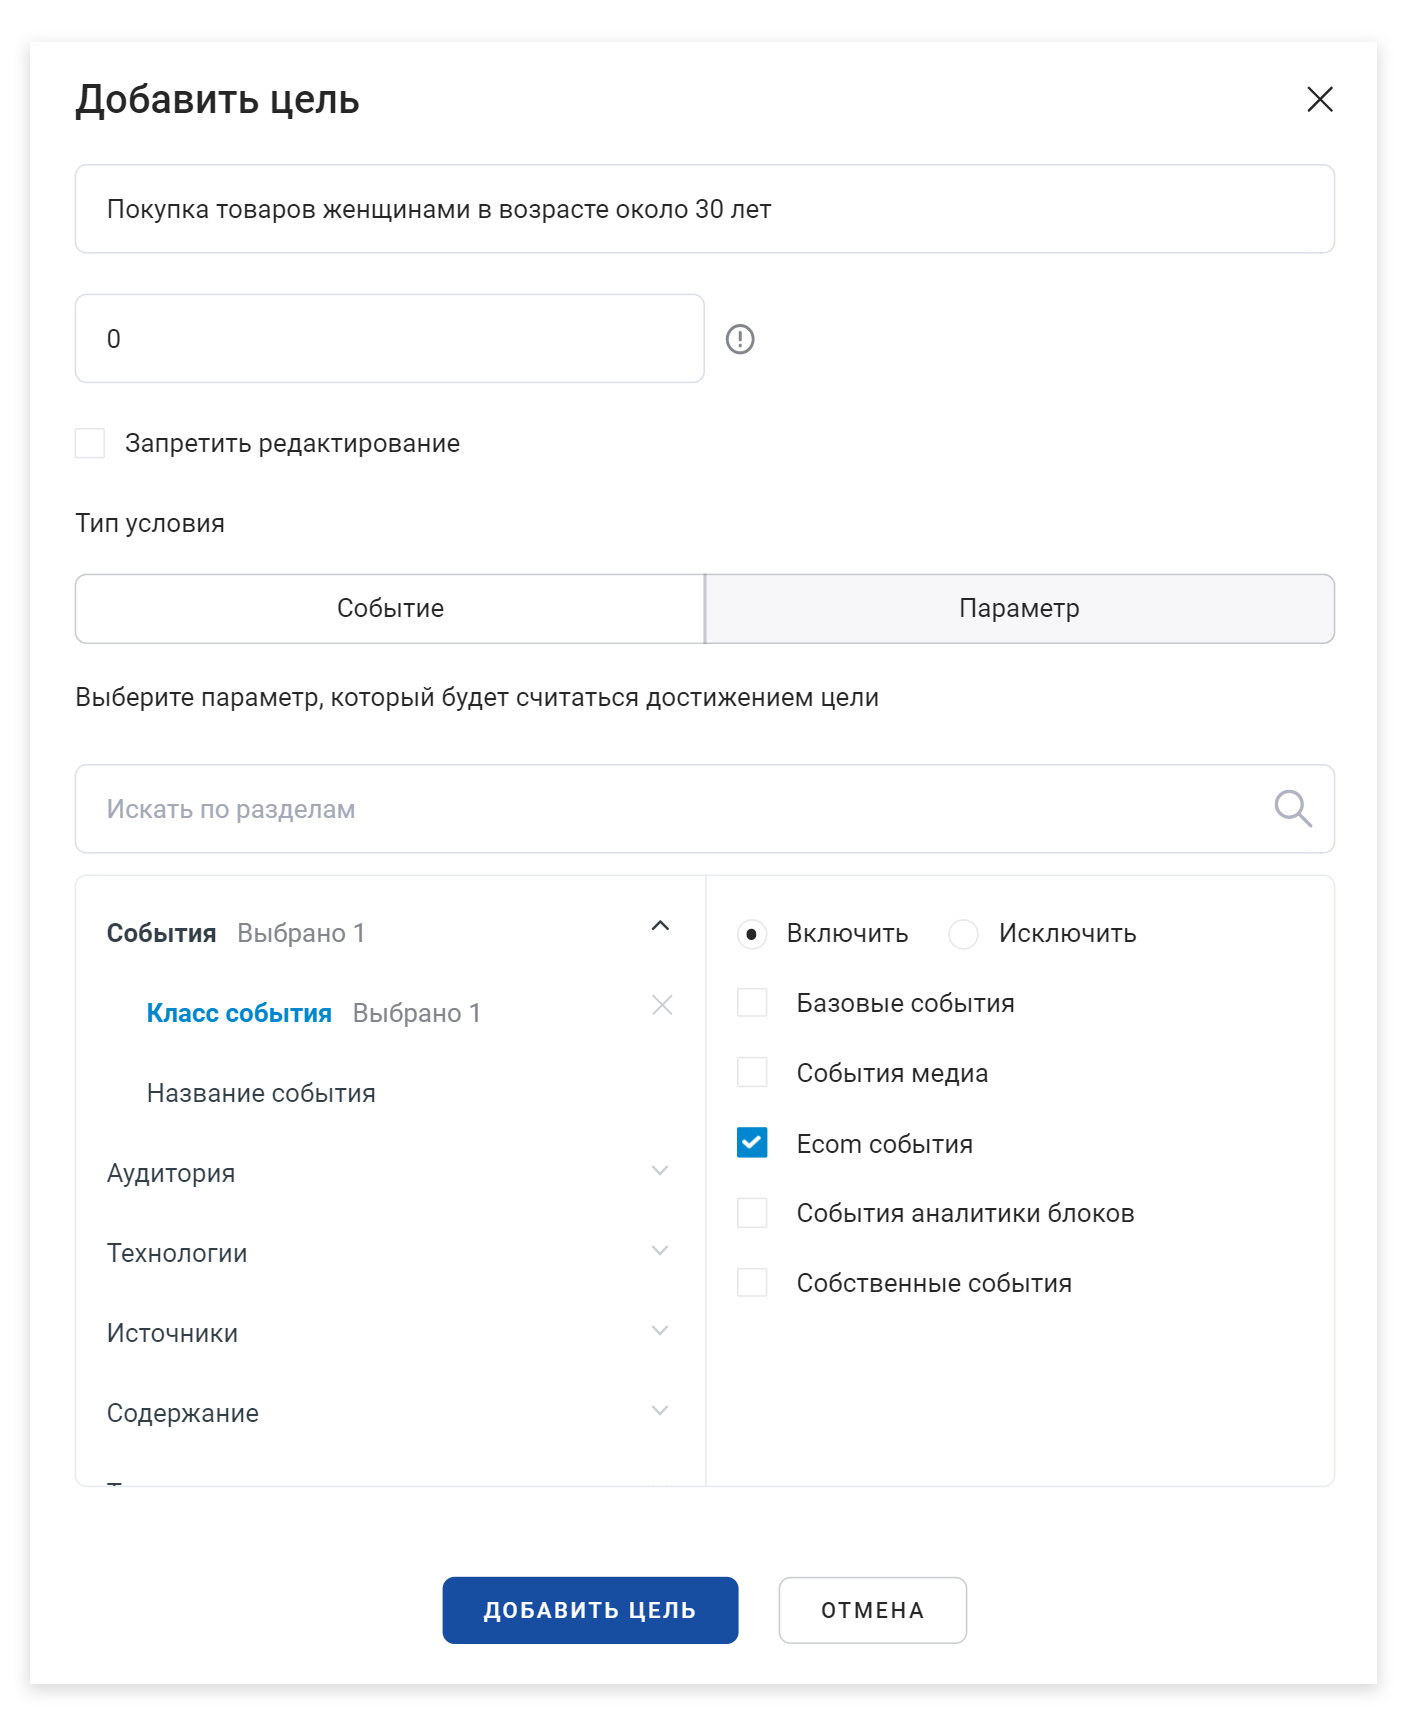 Добавить цель
Покупка товаров женщинами в возрасте около 30 лет
0
Запретить редактирование
Тип условия
Событие
Параметр
Выберите параметр, который будет считаться достижением цели
Искать по разделам
События Выбрано 1
Класс события Выбрано 1
Название события
Аудитория
Технологии
Источники
Содержание
Включить Исключить
Базовые события
События медиа
Ecom события
События аналитики блоков
Собственные события
ДОБАВИТЬ ЦЕЛЬ
ОТМЕНА